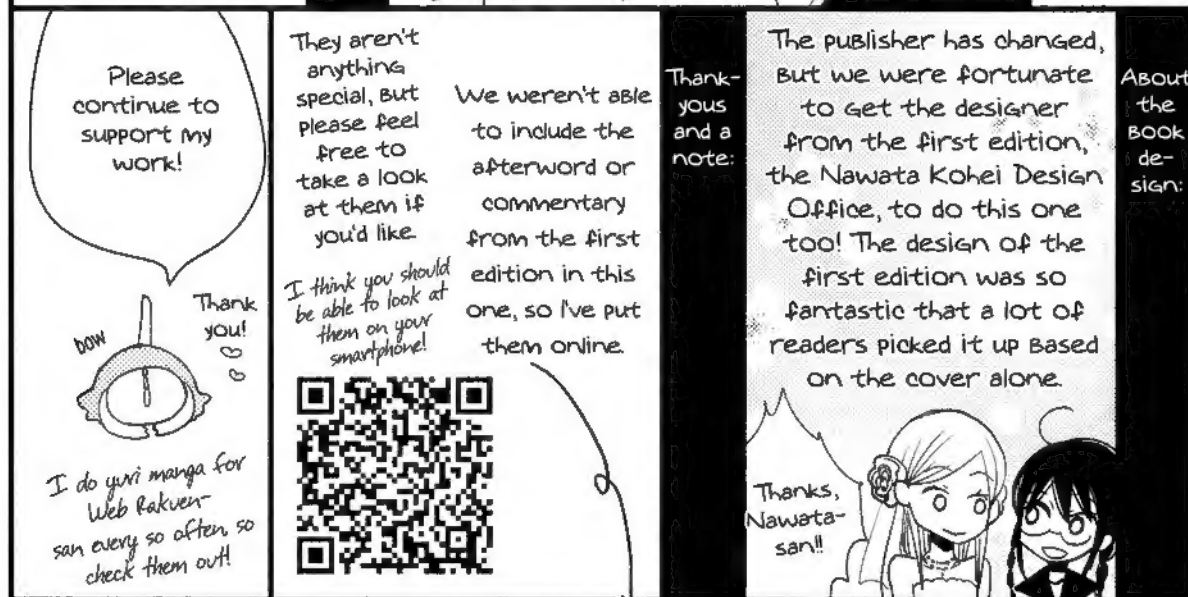 About
the
Book
de-
sign:
The publisher has changed,
but we were fortunate
to get the designer
from the first edition,
the Nawata Kohei Design
Office, to do this one
too! The design of the
first edition was so
fantastic that a lot of
readers picked it up based
on the cover alone.
Thanks,
Nawata-
san!!
Thank-
yous
and a
note:
We weren't able
to include the
afterword or
commentary
from the first
edition in this
one, so I've put
them online.
They aren't
anything
special, but
please feel
free to
take a look
at them if
you'd like.
I think you should
be able to look at
them on your
smartphone!
Please
continue to
support my
work!
Thank
you!
bow
I do yuri manga for
Web Rakuen-
san every so often, so
check them out!